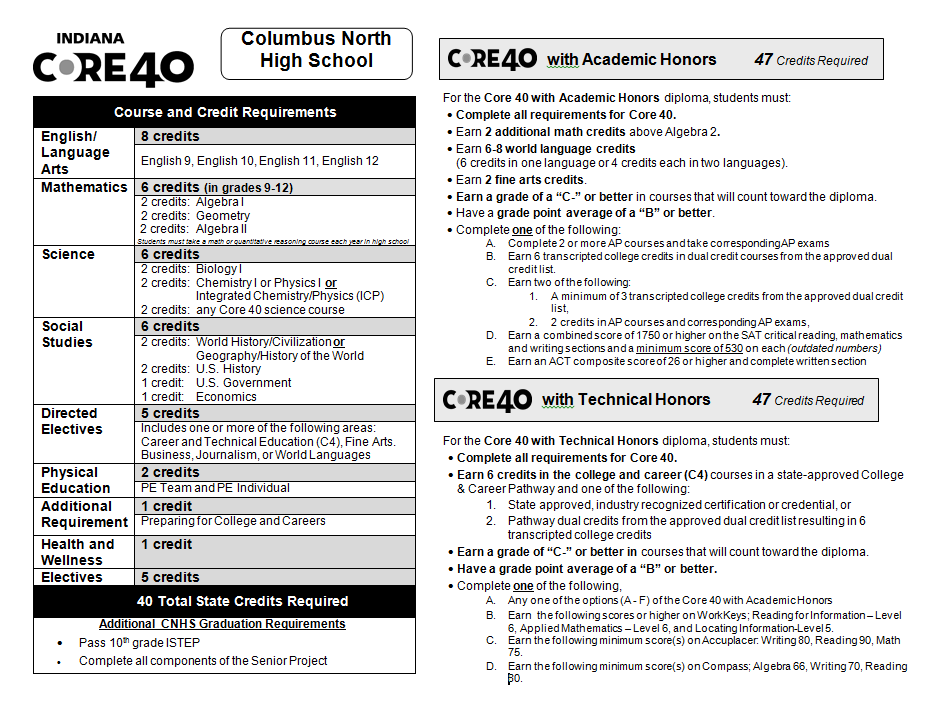 INDIANA
CORE40
Columbus North
High School
Course and Credit Requirements
English/
Language
Arts
8 credits
English 9, English 10, English 11, English 12
Mathematics
6 credits (in grades 9-12)
2 credits: Algebra I
2 credits: Geometry
2 credits: Algebra II
Students must take a math or quantitative reasoning course each year in high school
Science
6 credits
2 credits: Biology I
2 credits: Chemistry I or Physics I or
Integrated Chemistry/Physics (ICP)
2 credits: any Core 40 science course
Social
Studies
6 credits
2 credits: World History/Civilization or
Geography/History of the World
2 credits: U.S. History
1 credit: U.S. Government
1 credit: Economics
Directed
Electives
5 credits
Includes one or more of the following areas:
Career and Technical Education (C4), Fine Arts.
Business, Journalism, or World Languages
Physical
Education
2 credits
PE Team and PE Individual
Additional
Requirement
1 credit
Preparing for College and Careers
Health and
Wellness
1 credit
Electives
5 credits
40 Total State Credits Required
Additional CNHS Graduation Requirements
• Pass 10th grade ISTEP
• Complete all components of the Senior Project
CORE40 with Academic Honors 47 Credits Required
For the Core 40 with Academic Honors diploma, students must:
• Complete all requirements for Core 40.
• Earn 2 additional math credits above Algebra 2.
• Earn 6-8 world language credits
(6 credits in one language or 4 credits each in two languages).
• Earn 2 fine arts credits.
• Earn a grade of a “C-” or better in courses that will count toward the diploma.
• Have a grade point average of a “B” or better.
• Complete one of the following:
A. Complete 2 or more AP courses and take corresponding AP exams
B. Earn 6 transcripted college credits in dual credit courses from the approved dual
credit list.
C. Earn two of the following:
1. A minimum of 3 transcripted college credits from the approved dual credit
list,
2. 2 credits in AP courses and corresponding AP exams,
D. Earn a combined score of 1750 or higher on the SAT critical reading, mathematics
and writing sections and a minimum score of 530 on each (outdated numbers)
E. Earn an ACT composite score of 26 or higher and complete written section
CORE40 with Technical Honors 47 Credits Required
For the Core 40 with Technical Honors diploma, students must:
• Complete all requirements for Core 40.
• Earn 6 credits in the college and career (C4) courses in a state-approved College
& Career Pathway and one of the following:
1. State approved, industry recognized certification or credential, or
2. Pathway dual credits from the approved dual credit list resulting in 6
transcripted college credits
• Earn a grade of “C-” or better in courses that will count toward the diploma.
• Have a grade point average of a “B” or better.
• Complete one of the following,
A. Any one of the options (A - F) of the Core 40 with Academic Honors
B. Earn the following scores or higher on WorkKeys; Reading for Information – Level
6, Applied Mathematics – Level 6, and Locating Information-Level 5.
C. Earn the following minimum score(s) on Accuplacer: Writing 80, Reading 90, Math
75.
D. Earn the following minimum score(s) on Compass; Algebra 66, Writing 70, Reading
80.